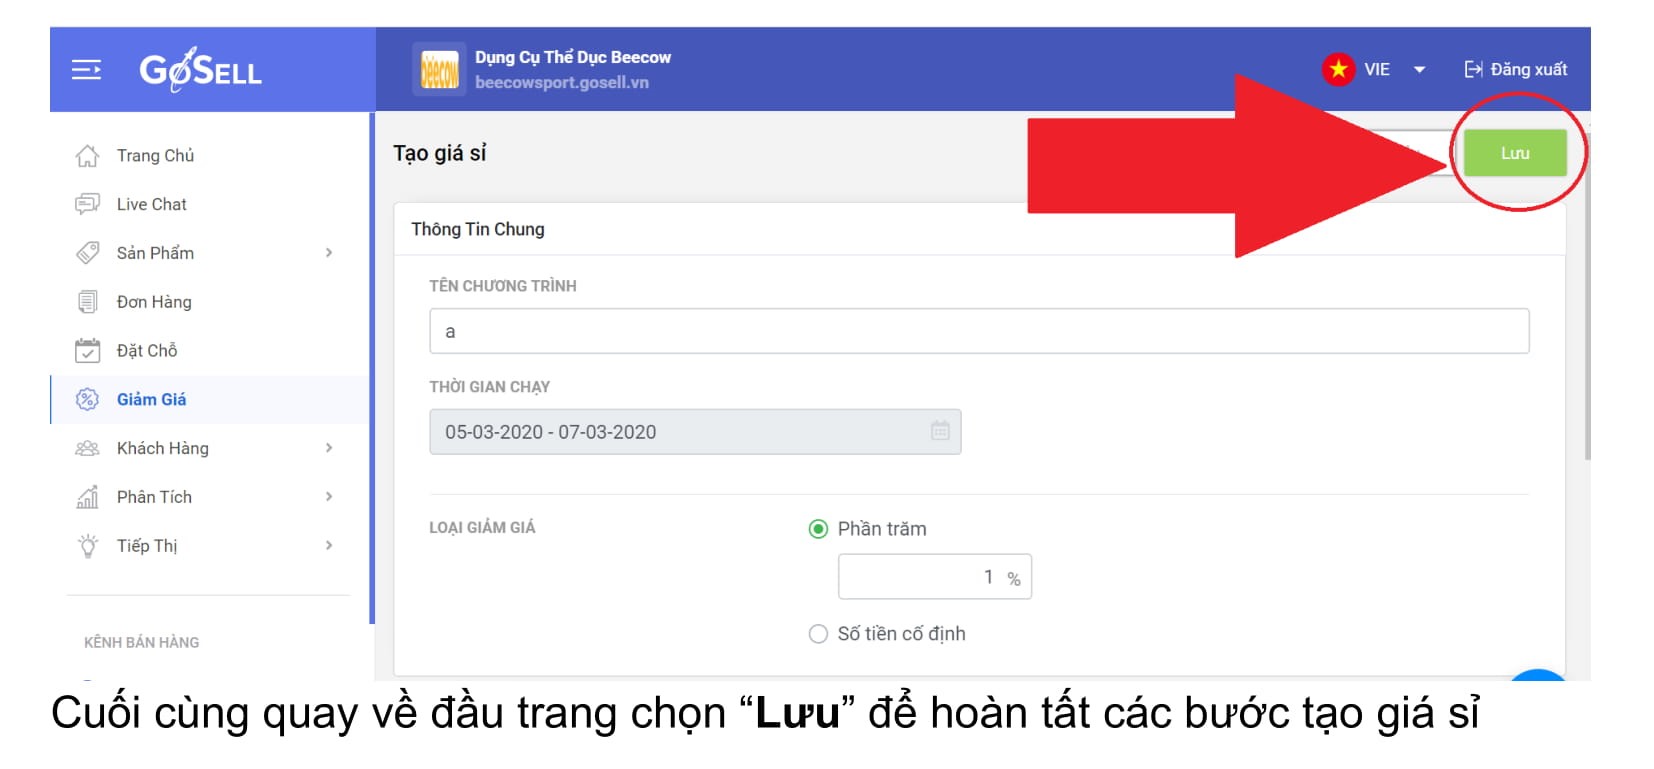 GoSELL
beecow
Dụng Cụ Thể Dục Beecow
beecowsport.gosell.vn
VIE
Đăng xuất
Trang Chủ
Live Chat
Sản Phẩm
Đơn Hàng
Đặt Chỗ
Giảm Giá
Khách Hàng
Phân Tích
Tiếp Thị
KÊNH BÁN HÀNG
Tạo giá sỉ
Lưu
Thông Tin Chung
TÊN CHƯƠNG TRÌNH
a
THỜI GIAN CHẠY
05-03-2020 - 07-03-2020
LOẠI GIẢM GIÁ
Phần trăm
1 %
Số tiền cố định
Cuối cùng quay về đầu trang chọn “Lưu” để hoàn tất các bước tạo giá sỉ